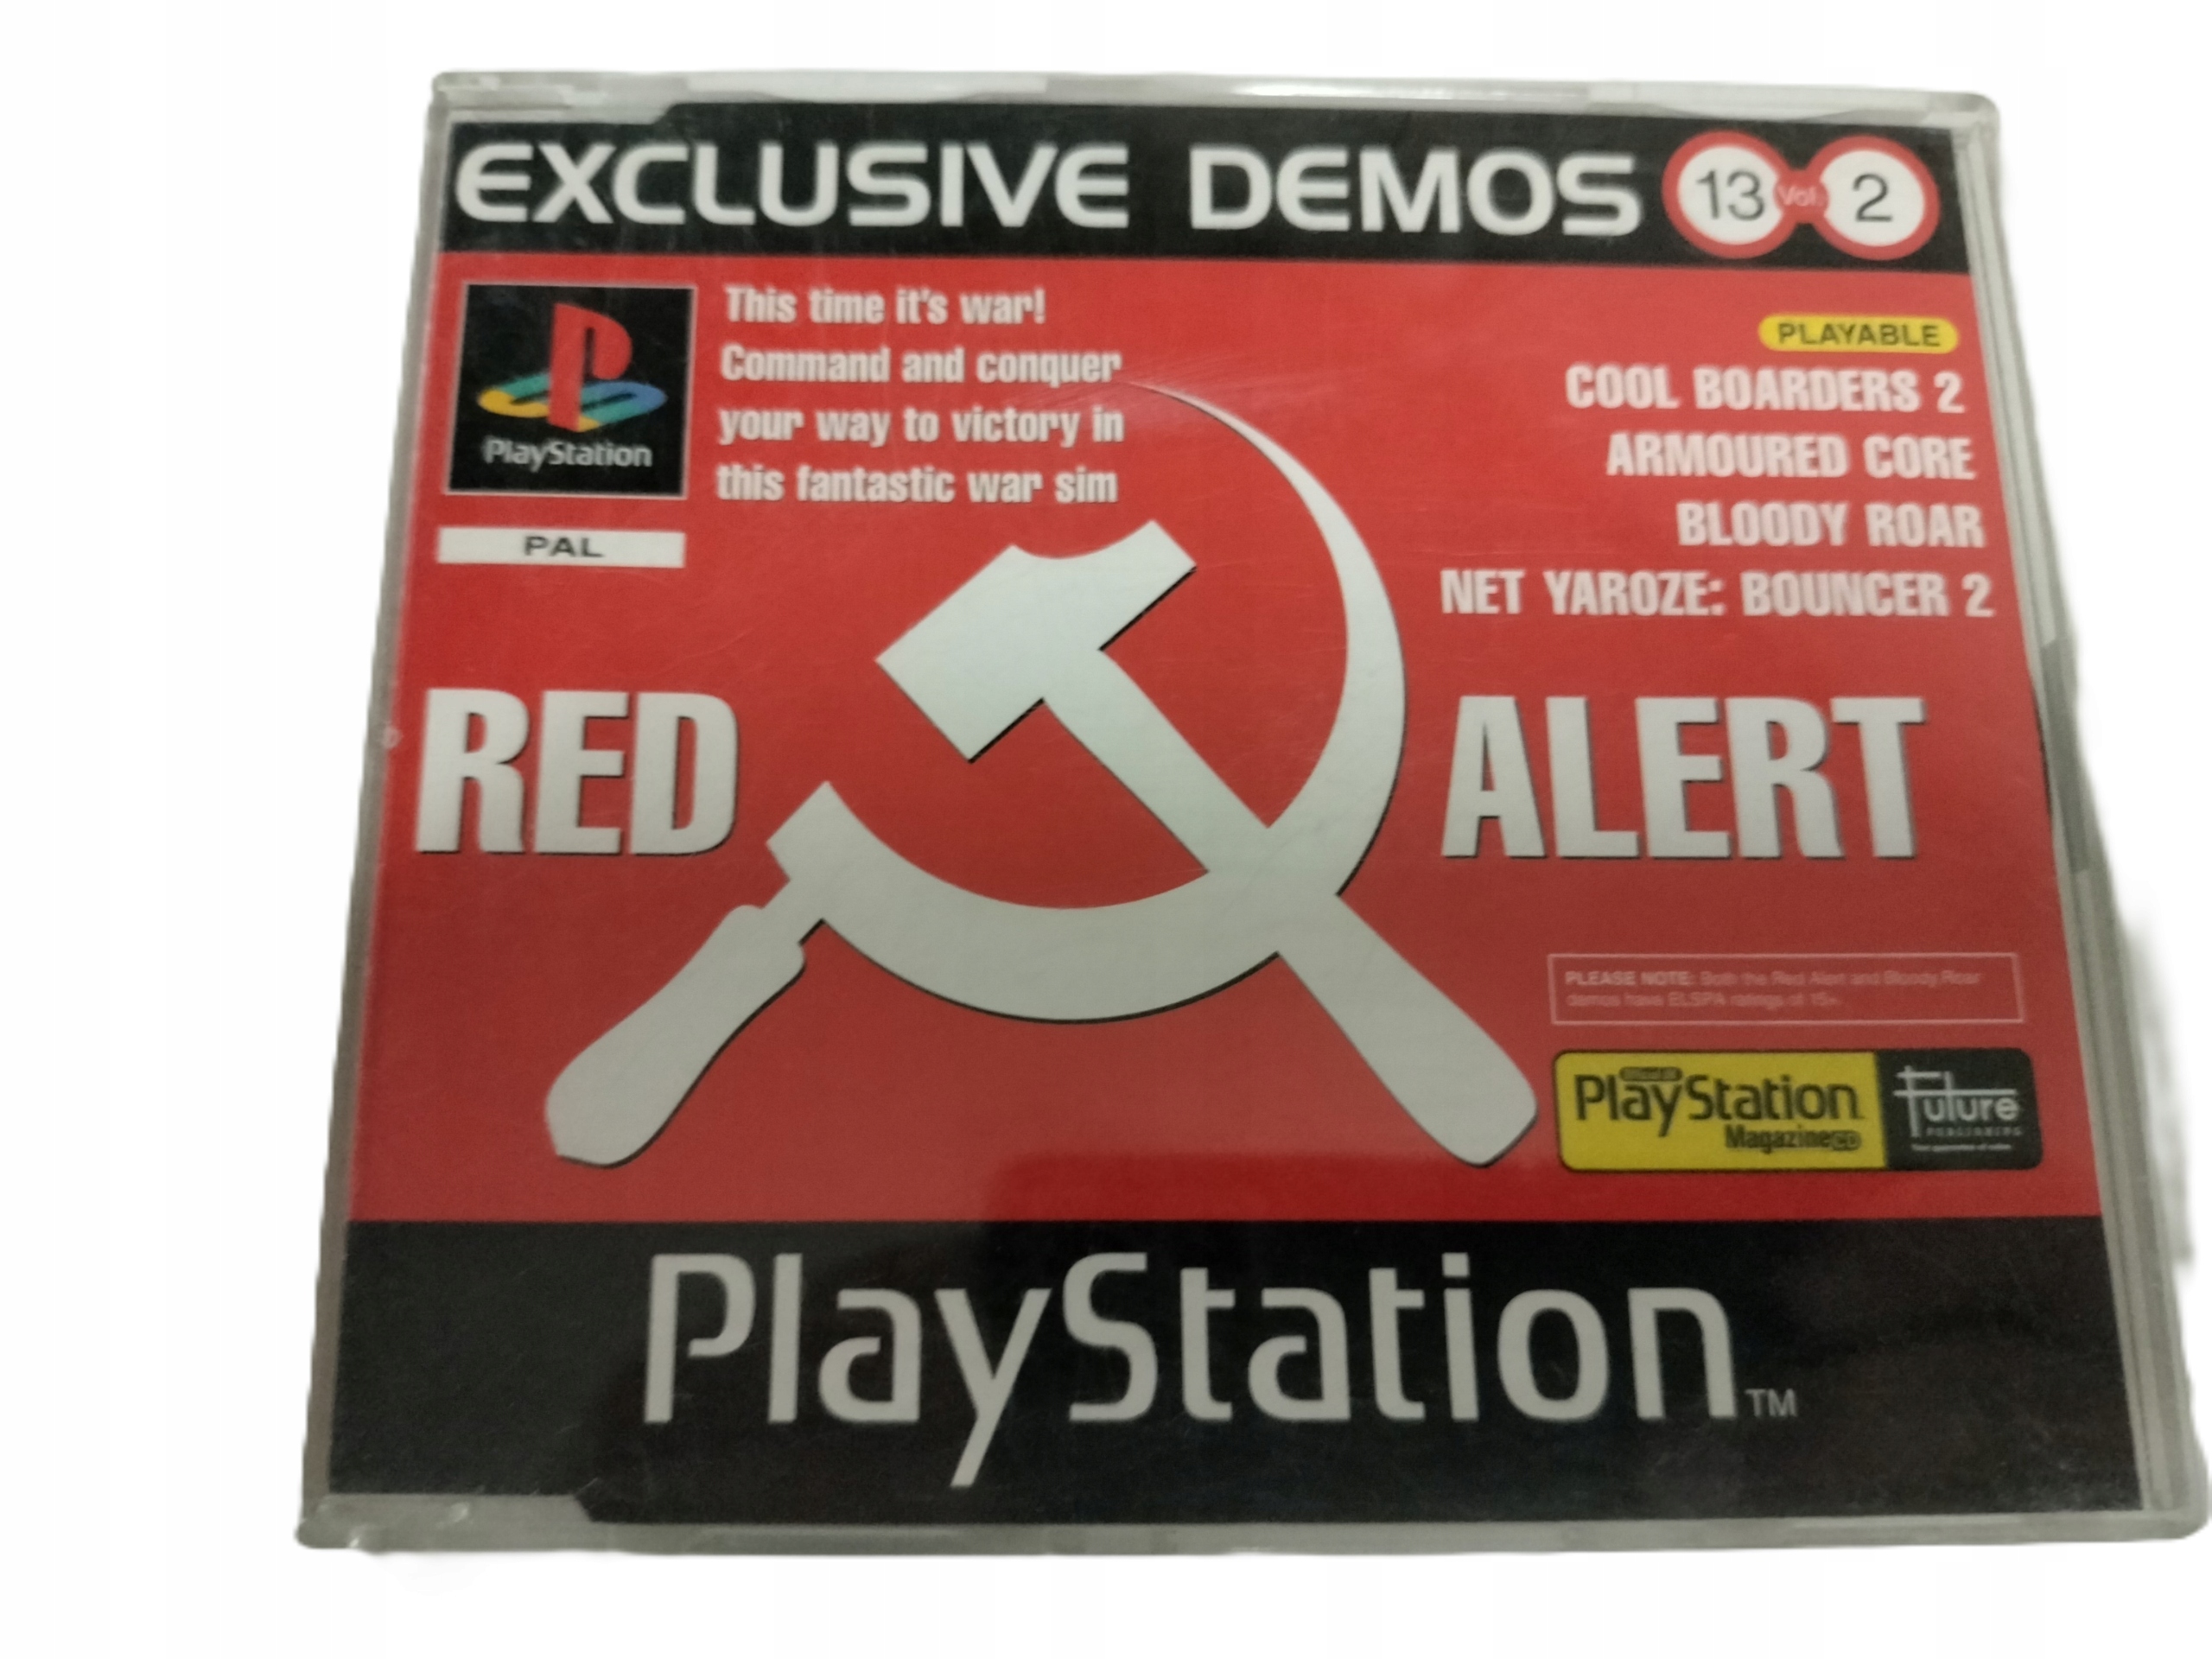 EXCLUSIVE DEMOS 13 Vol. 2
PlayStation
PAL
This time it's war!
Command and conquer
your way to victory in
this fantastic war sim
PLAYABLE
COOL BOARDERS 2
ARMOURED CORE
BLOODY ROAR
NET YAROZE: BOUNCER 2
RED ALERT
PLEASE NOTE: Both the Red Alert and Bloody Roar
demos have ELSPA ratings of 15+.
PlayStation
Magazine CD
Future
PUBLISHING
PlayStation TM